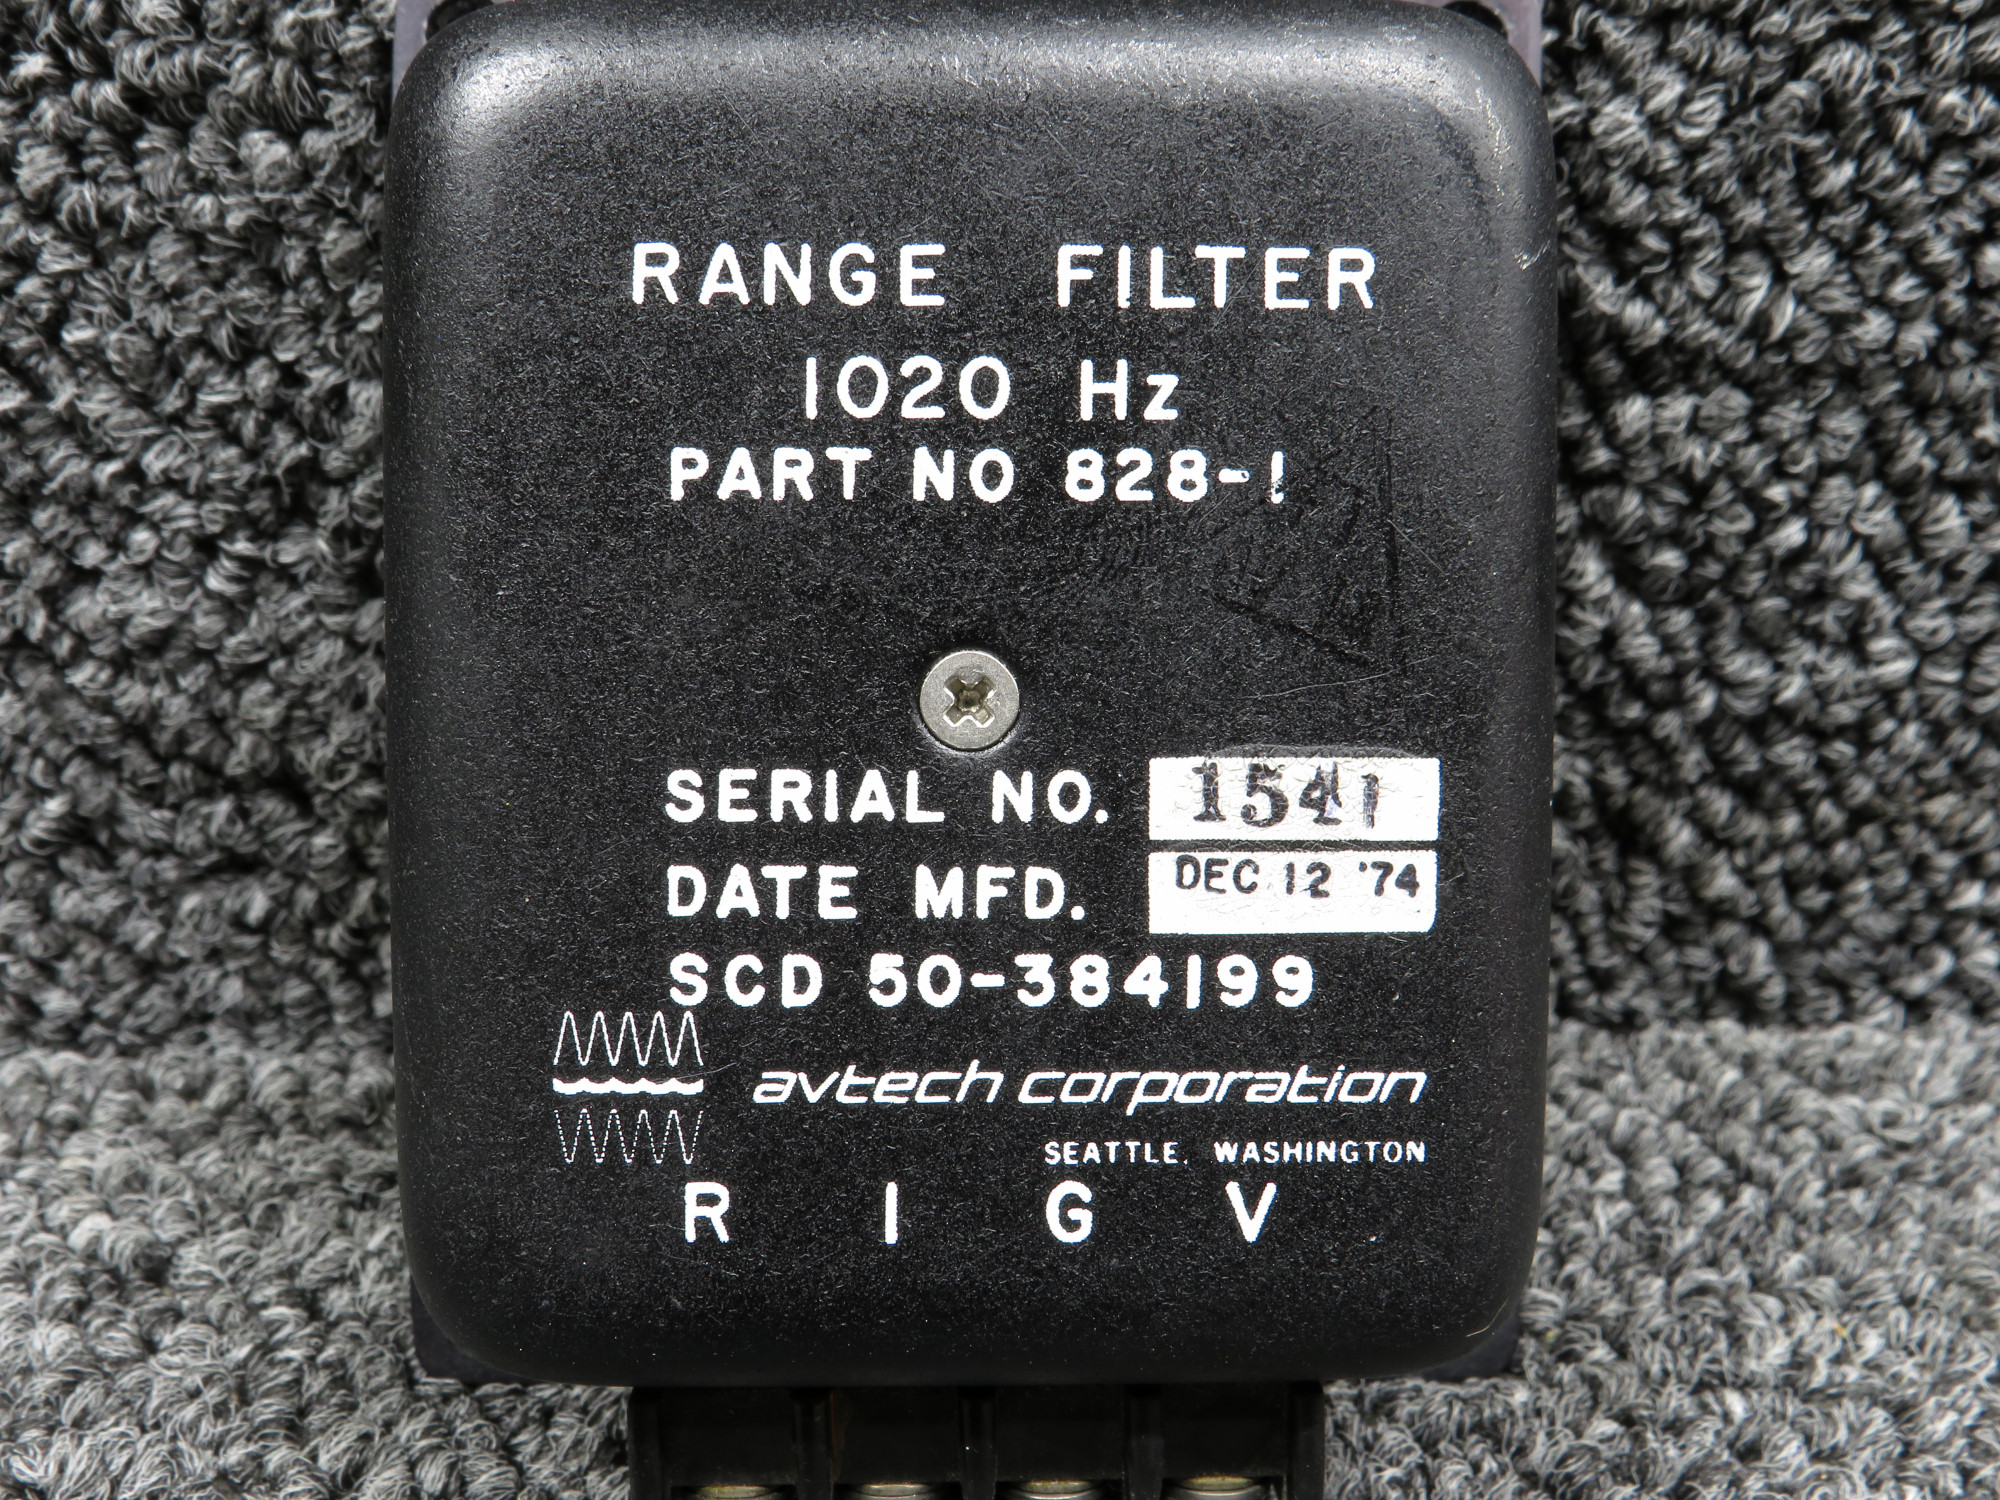 RANGE FILTER
1020 Hz
PART NO 828-1
SERIAL NO. 1541
DATE MFD. DEC 12 '74
SCD 50-384199
avtech corporation
SEATTLE, WASHINGTON
R I G V